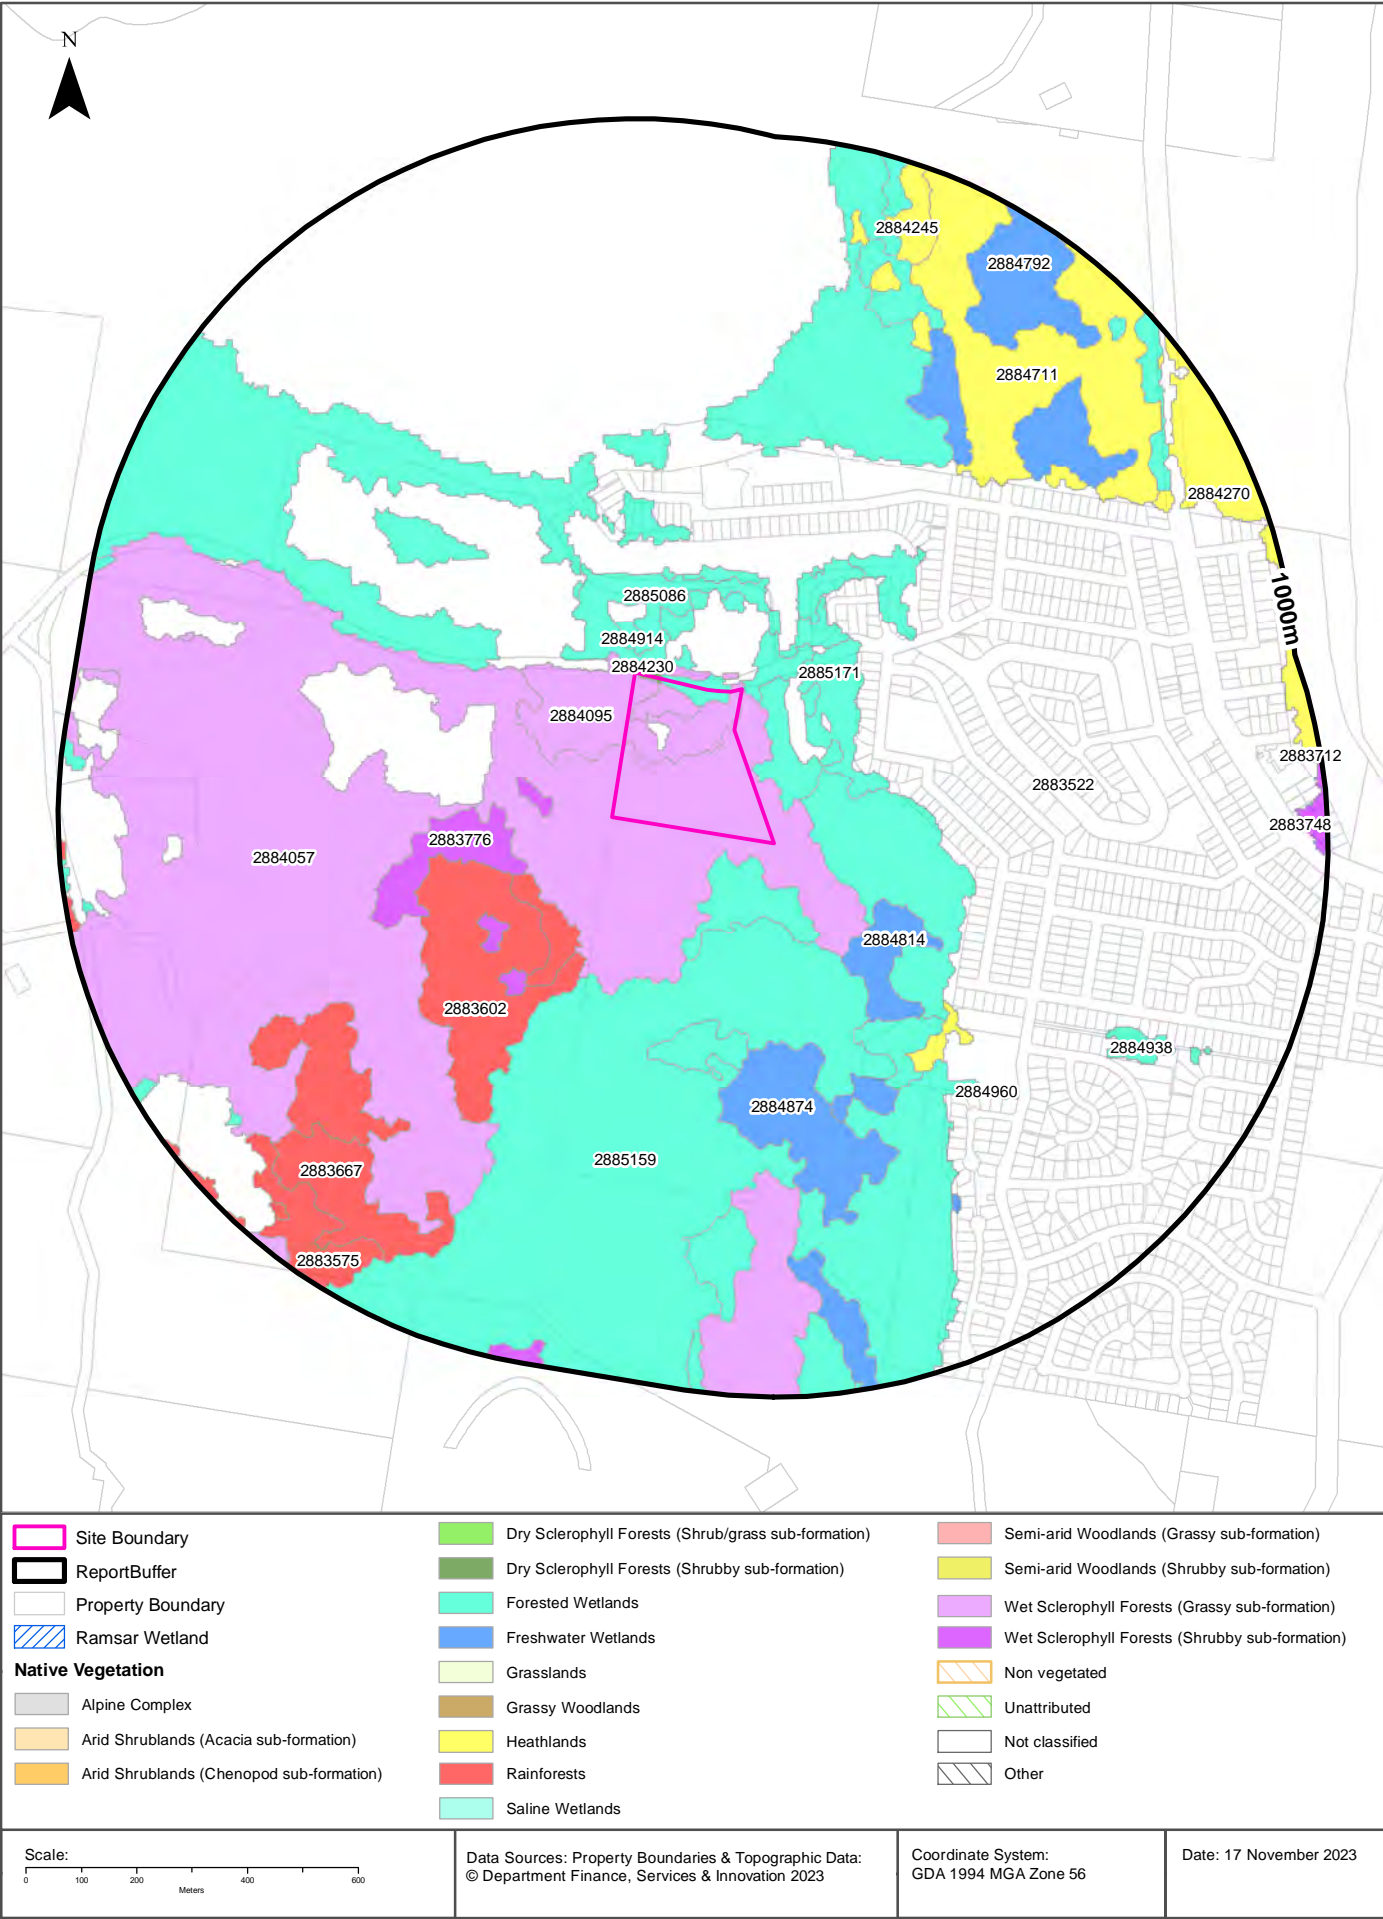 N
2884245
2884792
2884711
2884270
1000m
2885086
2884914
2884230
2885171
2884095
2883712
2883522
2883748
2883776
2884057
2884814
2883602
2884938
2884960
2884874
2885159
2883667
2883575
Site Boundary
ReportBuffer
Property Boundary
Ramsar Wetland
Native Vegetation
Alpine Complex
Arid Shrublands (Acacia sub-formation)
Arid Shrublands (Chenopod sub-formation)
Dry Sclerophyll Forests (Shrub/grass sub-formation)
Dry Sclerophyll Forests (Shrubby sub-formation)
Forested Wetlands
Freshwater Wetlands
Grasslands
Grassy Woodlands
Heathlands
Rainforests
Saline Wetlands
Semi-arid Woodlands (Grassy sub-formation)
Semi-arid Woodlands (Shrubby sub-formation)
Wet Sclerophyll Forests (Grassy sub-formation)
Wet Sclerophyll Forests (Shrubby sub-formation)
Non vegetated
Unattributed
Not classified
Other
Scale:
0 100 200 400 600
Meters
Data Sources: Property Boundaries & Topographic Data:
© Department Finance, Services & Innovation 2023
Coordinate System:
GDA 1994 MGA Zone 56
Date: 17 November 2023